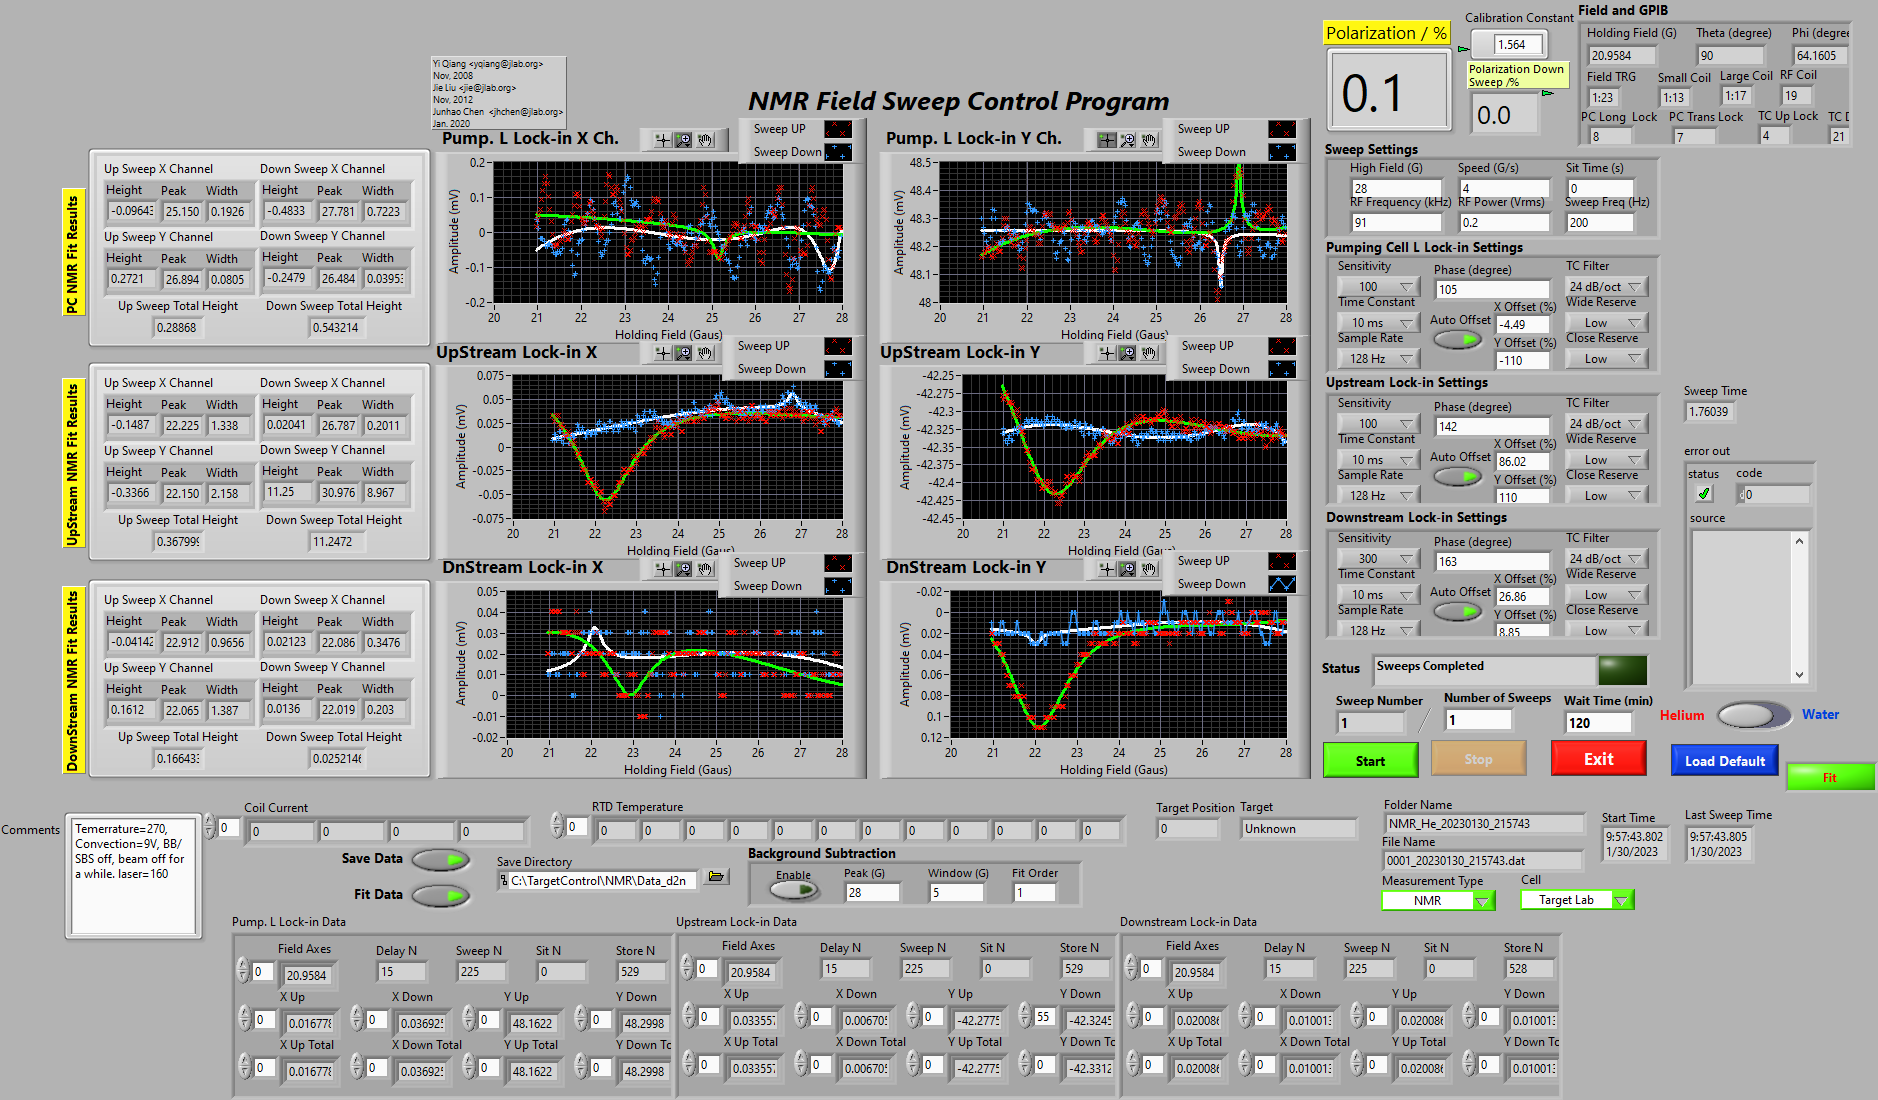 Yi Qiang <yqiang@jlab.org>
Nov, 2008
Jie Liu <jie@jlab.org>
Nov, 2012
Junhao Chen <jhchen@jlab.org>
Jan. 2020
NMR Field Sweep Control Program
Polarization / %
0.1
Calibration Constant
1.564
Polarization Down Sweep /%
0.0
Field and GPIB
Holding Field (G) Theta (degree) Phi (degree
20.9584 90 64.1605
Field TRG Small Coil Large Coil RF Coil
1:23 1:13 1:17 19
PC Long Lock PC Trans Lock TC Up Lock TC D
8 7 4 21
PC NMR Fit Results
Up Sweep X Channel Down Sweep X Channel
Height Peak Width Height Peak Width
-0.0964 25.150 0.1926 -0.4833 27.781 0.7223
Up Sweep Y Channel Down Sweep Y Channel
Height Peak Width Height Peak Width
0.2721 26.894 0.0805 -0.2479 26.484 0.0395
Up Sweep Total Height Down Sweep Total Height
0.28868 0.543214
UpStream NMR Fit Results
Up Sweep X Channel Down Sweep X Channel
Height Peak Width Height Peak Width
-0.1487 22.225 1.338 0.02041 26.787 0.2011
Up Sweep Y Channel Down Sweep Y Channel
Height Peak Width Height Peak Width
-0.3366 22.150 2.158 11.25 30.976 8.967
Up Sweep Total Height Down Sweep Total Height
0.36799 11.2472
DownStream NMR Fit Results
Up Sweep X Channel Down Sweep X Channel
Height Peak Width Height Peak Width
-0.04142 22.912 0.9656 0.02123 22.086 0.3476
Up Sweep Y Channel Down Sweep Y Channel
Height Peak Width Height Peak Width
0.1612 22.065 1.387 0.0136 22.019 0.203
Up Sweep Total Height Down Sweep Total Height
0.16643 0.0252146
Pump. L Lock-in X Ch.
Sweep UP
Sweep Down
Amplitude (mV)
0.2
0.1
0
-0.1
-0.2
20 21 22 23 24 25 26 27 28
Holding Field (Gaus)
Pump. L Lock-in Y Ch.
Sweep UP
Sweep Down
Amplitude (mV)
48.5
48.4
48.3
48.2
48.1
48
20 21 22 23 24 25 26 27 28
Holding Field (Gaus)
UpStream Lock-in X
Sweep UP
Sweep Down
Amplitude (mV)
0.075
0.05
0.025
0
-0.025
-0.05
-0.075
20 21 22 23 24 25 26 27 28
Holding Field (Gaus)
UpStream Lock-in Y
Sweep UP
Sweep Down
Amplitude (mV)
-42.25
-42.275
-42.3
-42.325
-42.35
-42.375
-42.4
-42.425
-42.45
20 21 22 23 24 25 26 27 28
Holding Field (Gaus)
DnStream Lock-in X
Sweep UP
Sweep Down
Amplitude (mV)
0.05
0.04
0.03
0.02
0.01
0
-0.01
-0.02
20 21 22 23 24 25 26 27 28
Holding Field (Gaus)
DnStream Lock-in Y
Sweep UP
Sweep Down
Amplitude (mV)
-0.02
0
0.02
0.04
0.06
0.08
0.1
0.12
20 21 22 23 24 25 26 27 28
Holding Field (Gaus)
Sweep Settings
High Field (G) Speed (G/s) Sit Time (s)
28 4 0
RF Frequency (kHz) RF Power (Vrms) Sweep Freq (Hz)
91 0.2 200
Pumping Cell L Lock-in Settings
Sensitivity Phase (degree) TC Filter
100 105 24 dB/oct
Time Constant X Offset (%) Wide Reserve
10 ms Auto Offset -4.49 Low
Sample Rate Y Offset (%) Close Reserve
128 Hz -110 Low
Upstream Lock-in Settings
Sensitivity Phase (degree) TC Filter
100 142 24 dB/oct
Time Constant X Offset (%) Wide Reserve
10 ms Auto Offset 86.02 Low
Sample Rate Y Offset (%) Close Reserve
128 Hz 110 Low
Downstream Lock-in Settings
Sensitivity Phase (degree) TC Filter
300 163 24 dB/oct
Time Constant X Offset (%) Wide Reserve
10 ms Auto Offset 26.86 Low
Sample Rate Y Offset (%) Close Reserve
128 Hz 8.85 Low
Sweep Time
1.76039
error out
status code
0
source
Status Sweeps Completed
Sweep Number Number of Sweeps Wait Time (min)
1 / 1 120
Helium Water
Start Stop Exit Load Default Fit
Comments
Temerrature=270,
Convection=9V, BB/
SBS off, beam off for
a while. laser=160
Coil Current
0 0 0 0 0
RTD Temperature
0 0 0 0 0 0 0 0 0 0 0 0 0
Target Position Target
0 Unknown
Save Data
Fit Data
Save Directory
C:\TargetControl\NMR\Data_d2n
Background Subtraction
Enable Peak (G) Window (G) Fit Order
28 5 1
Folder Name
NMR_He_20230130_215743
File Name
0001_20230130_215743.dat
Measurement Type Cell
NMR Target Lab
Start Time
9:57:43.802
1/30/2023
Last Sweep Time
9:57:43.805
1/30/2023
Pump. L Lock-in Data
Field Axes Delay N Sweep N Sit N Store N
0 20.9584 15 225 0 529
X Up X Down Y Up Y Down
0 0.01677 0 0.03692 0 48.1622 0 48.2998
X Up Total X Down Total Y Up Total Y Down To
0 0.01677 0 0.03692 0 48.1622 0 48.2998
Upstream Lock-in Data
Field Axes Delay N Sweep N Sit N Store N
0 20.9584 15 225 0 529
X Up X Down Y Up Y Down
0 0.03355 0 0.00670 0 -42.2775 55 -42.3245
X Up Total X Down Total Y Up Total Y Down To
0 0.03355 0 0.00670 0 -42.2775 0 -42.3312
Downstream Lock-in Data
Field Axes Delay N Sweep N Sit N Store N
0 20.9584 15 225 0 528
X Up X Down Y Up Y Down
0 0.02008 0 0.01001 0 0.02008 0 0.01001
X Up Total X Down Total Y Up Total Y Down To
0 0.02008 0 0.01001 0 0.02008 0 0.01001